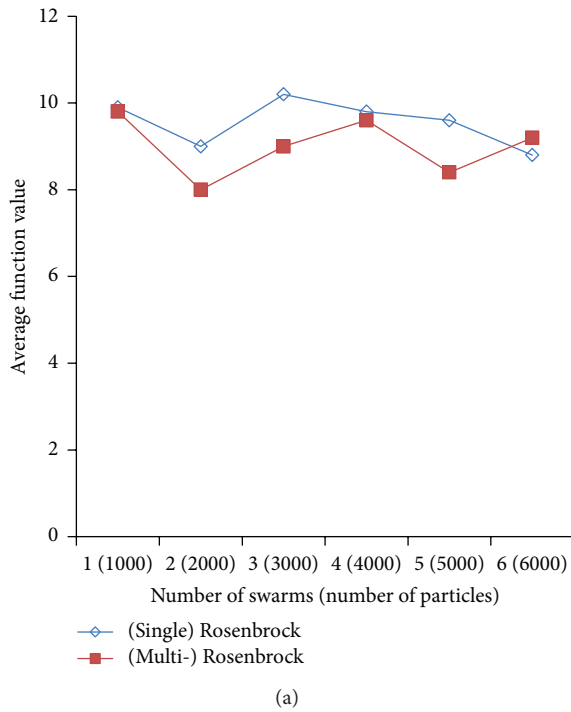 12
10
8
6
4
2
0
Average function value
1 (1000) 2 (2000) 3 (3000) 4 (4000) 5 (5000) 6 (6000)
Number of swarms (number of particles)
(Single) Rosenbrock
(Multi-) Rosenbrock
(a)